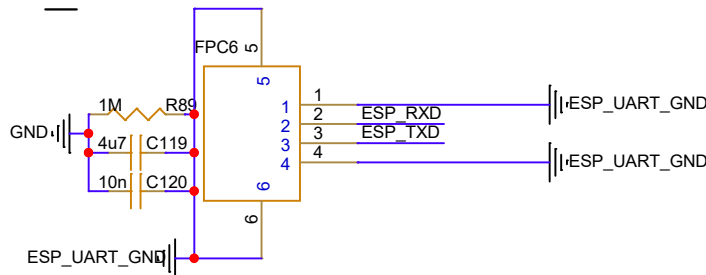 FPC6
5
5
1M R89
1
1
ESP_UART_GND
2
2
ESP_RXD
GND
3
3
ESP_TXD
4u7 C119
4
4
ESP_UART_GND
10n C120
6
6
ESP_UART_GND